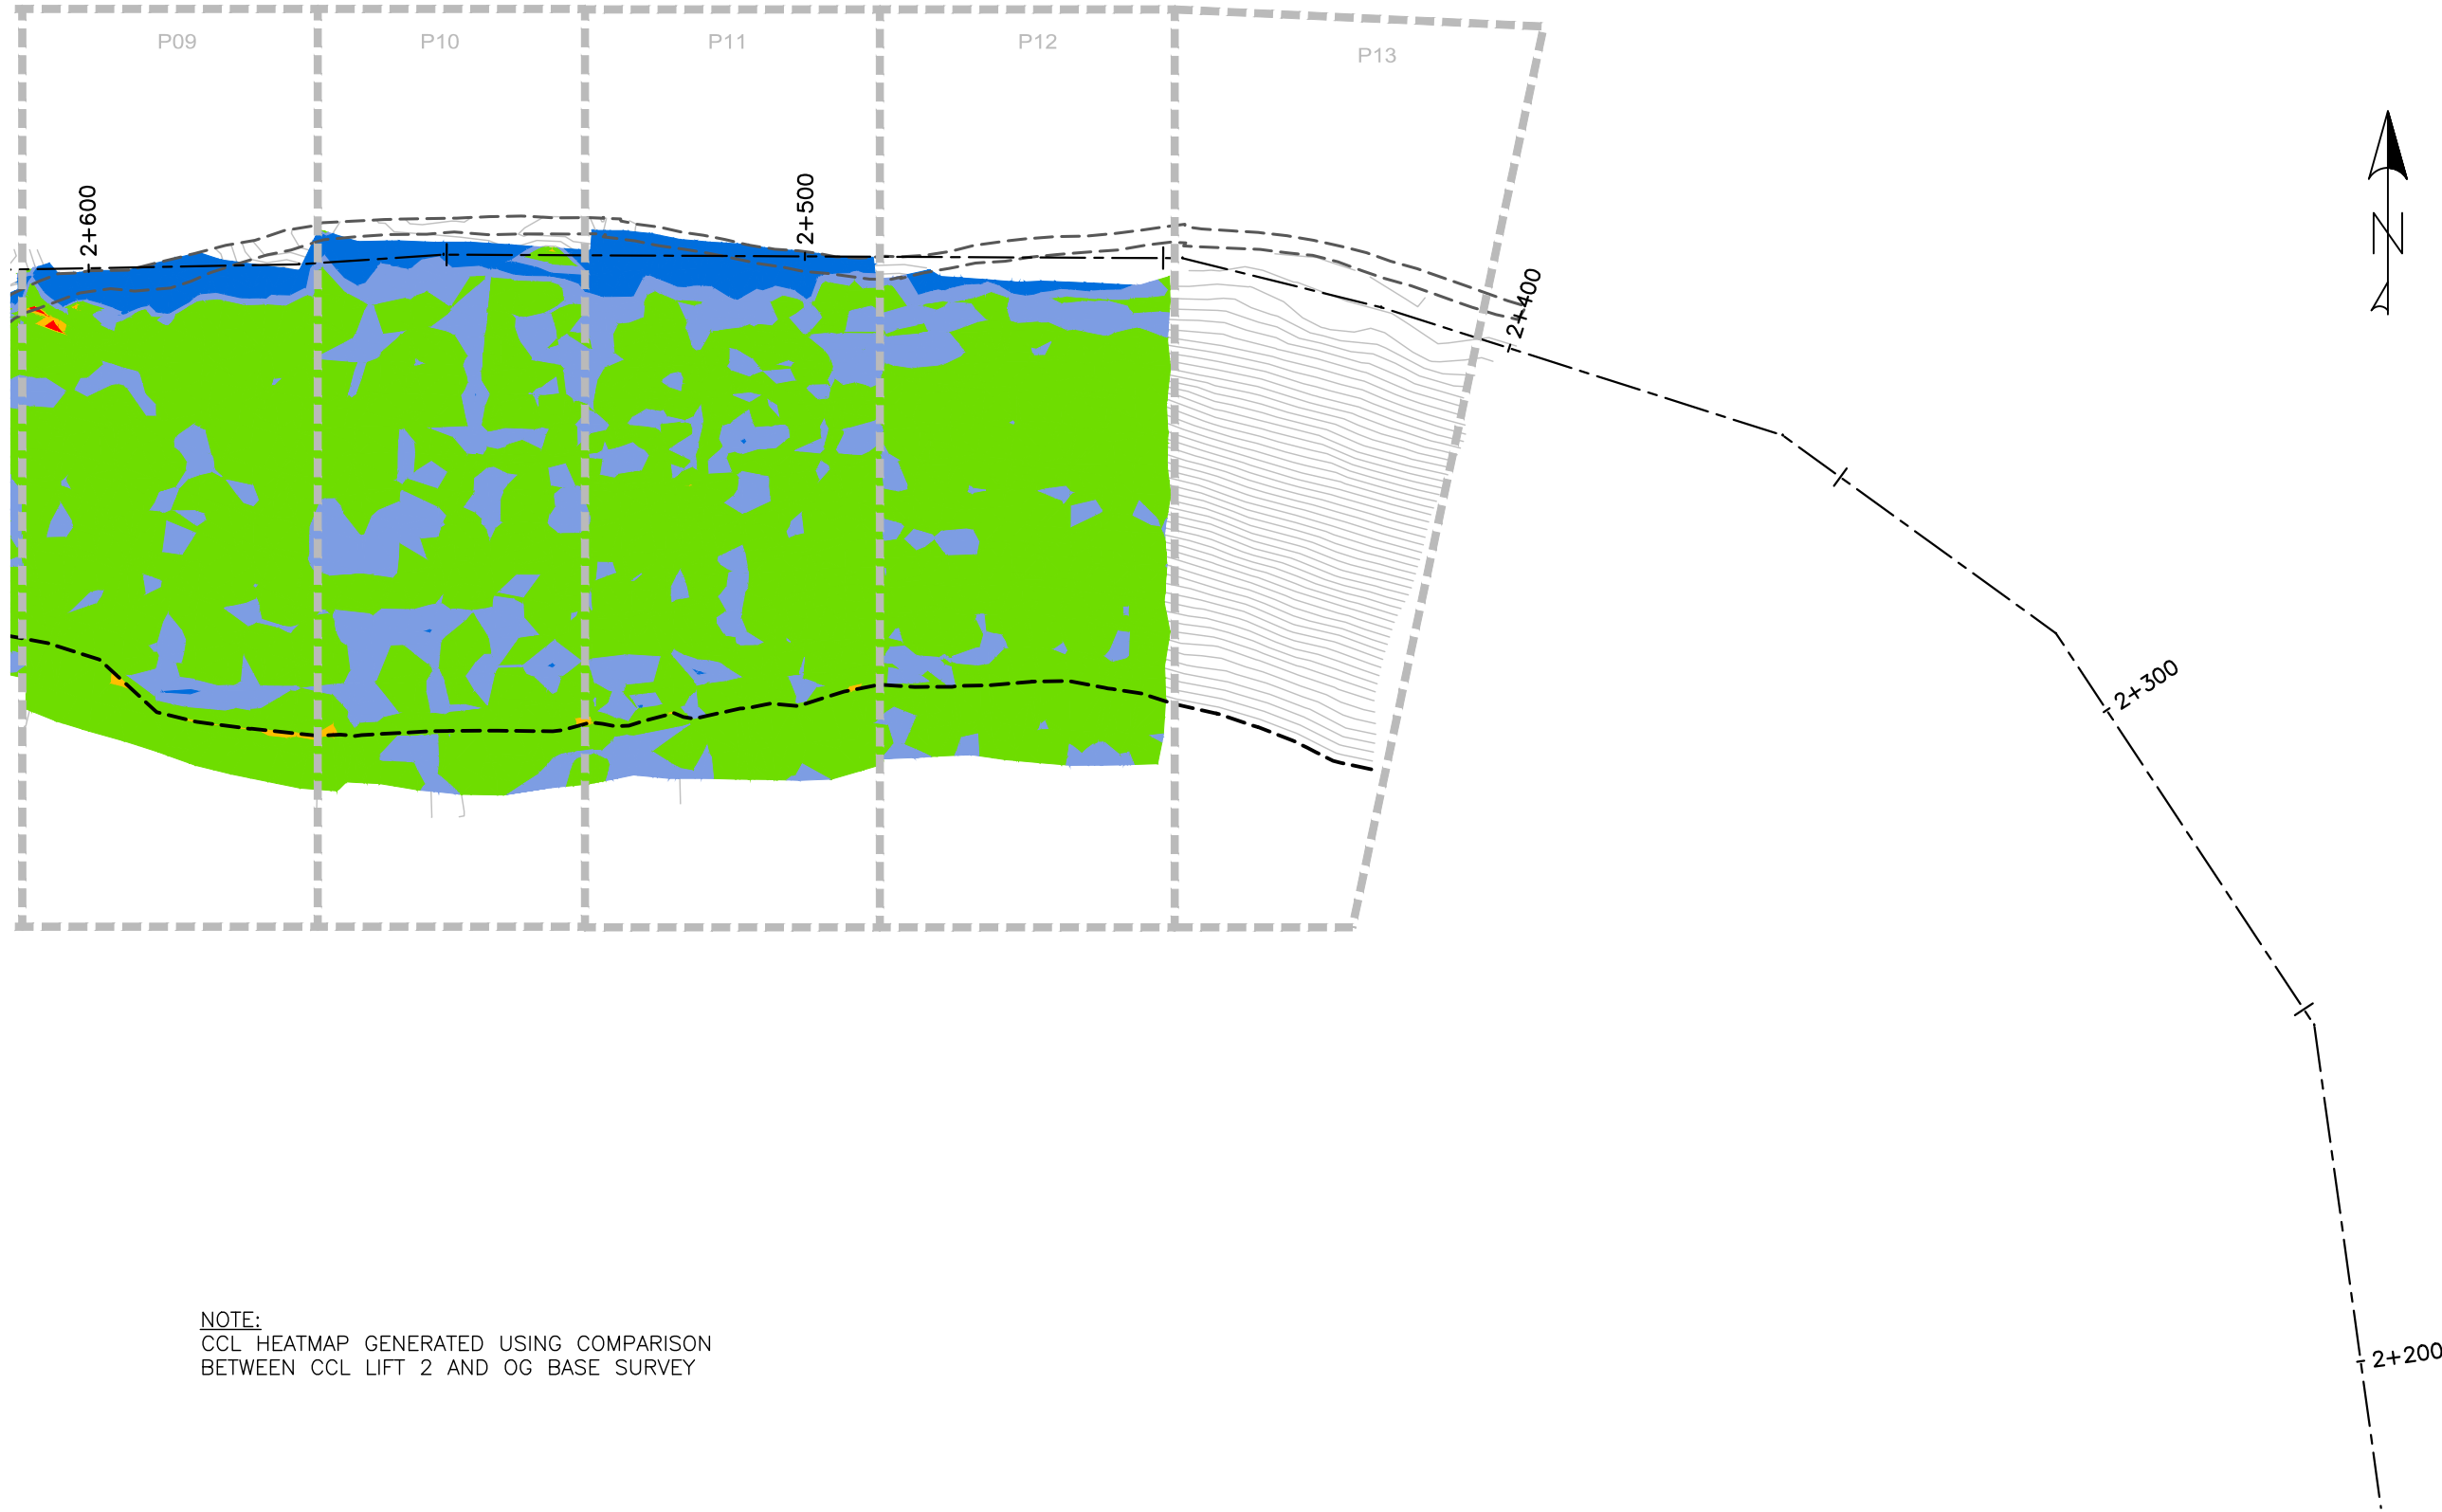 P09
P10
P11
P12
P13
2+600
2+500
2+400
N
2+300
2+200
NOTE:
CCL HEATMAP GENERATED USING COMPARISON
BETWEEN CCL LIFT 2 AND OG BASE SURVEY